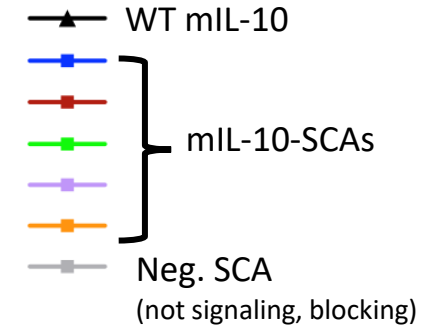 WT mIL-10
mIL-10-SCAs
Neg. SCA
(not signaling, blocking)